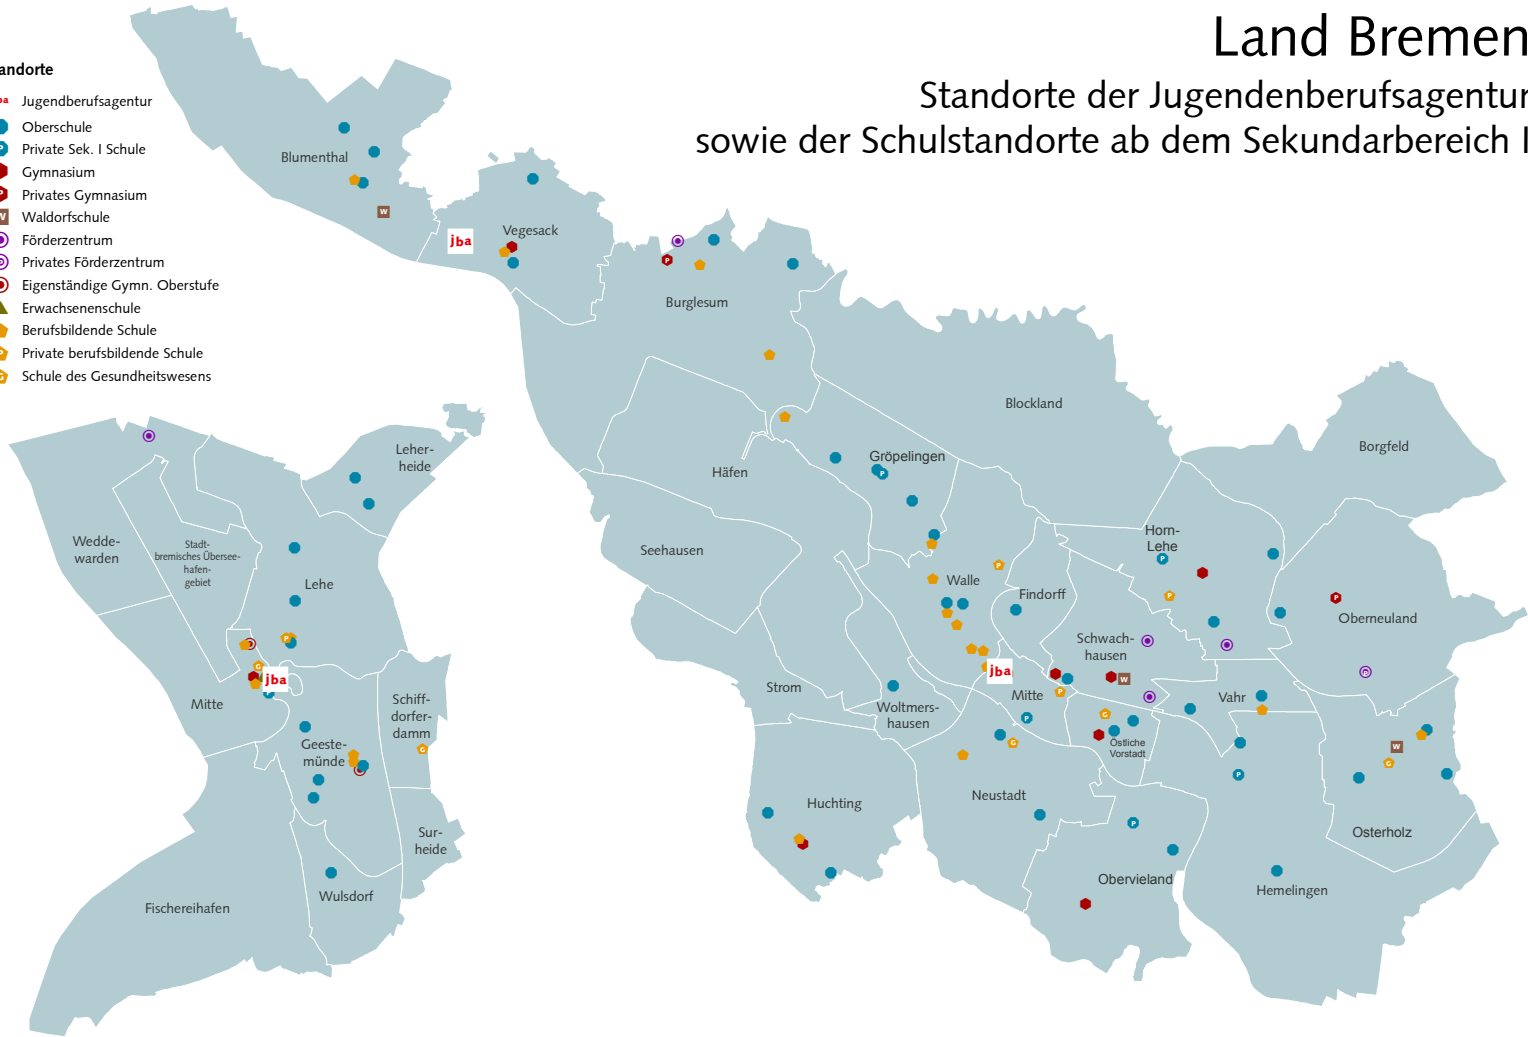 Land Bremen
Standorte der Jugendenberufsagentur
sowie der Schulstandorte ab dem Sekundarbereich I
andorte
ba Jugendberufsagentur
Oberschule
P Private Sek. I Schule
Gymnasium
P Privates Gymnasium
W Waldorfschule
Förderzentrum
P Privates Förderzentrum
Eigenständige Gymn. Oberstufe
Erwachsenenschule
Berufsbildende Schule
P Private berufsbildende Schule
G Schule des Gesundheitswesens
Blumenthal
W
jba
Vegesack
P
Burglesum
Blockland
Borgfeld
Häfen
Gröpelingen
P
Seehausen
Walle
P
Findorff
Horn-
Lehe
P
P
P
Oberneuland
P
Schwach-
hausen
W
jba
Mitte
P
P
Strom
Woltmers-
hausen
Vahr
G
Östliche
Vorstadt
G
W
G
P
Neustadt
Huchting
P
Osterholz
Obervieland
Hemelingen
Leher-
heide
Wedde-
warden
Stadt-
bremisches Übersee-
hafen-
gebiet
Lehe
P
G
jba
P
Mitte
Schiff-
dorfer-
damm
G
Geeste-
münde
Sur-
heide
Wulsdorf
Fischereihafen